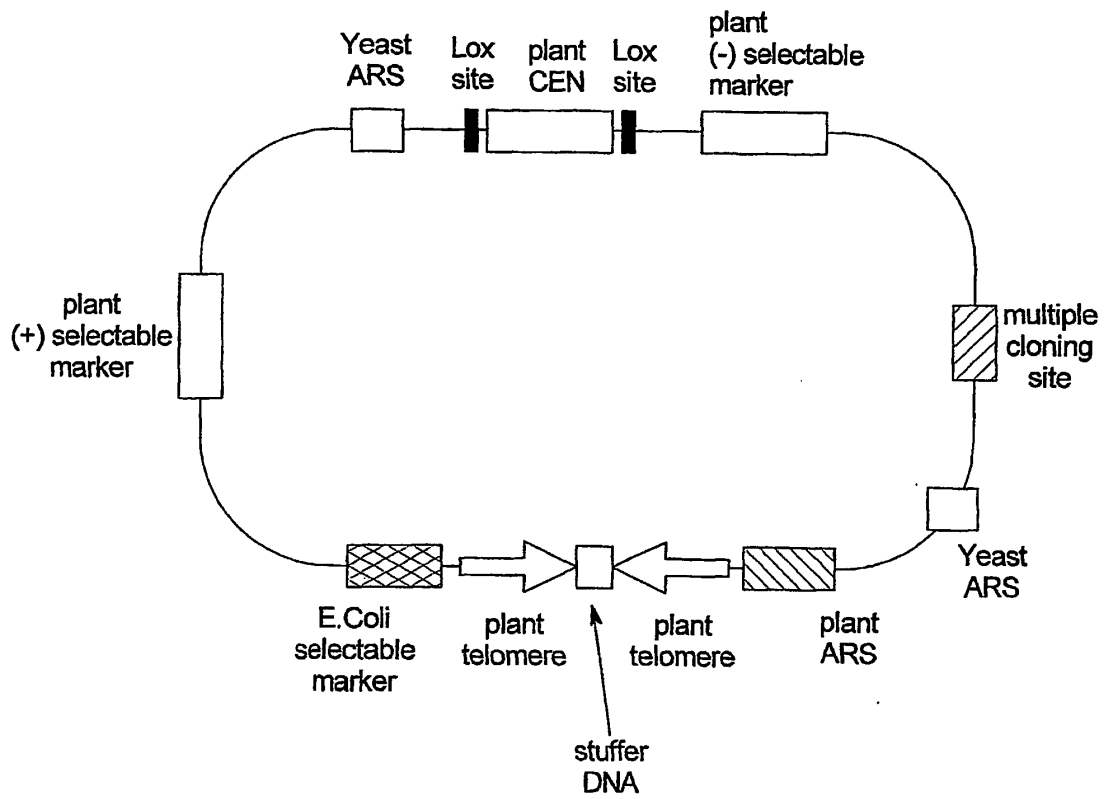 Yeast
ARS
Lox
site
plant
CEN
Lox
site
plant
(-) selectable
marker
plant
(+) selectable
marker
multiple
cloning
site
Yeast
ARS
E.Coli
selectable
marker
plant
telomere
plant
telomere
plant
ARS
stuffer
DNA